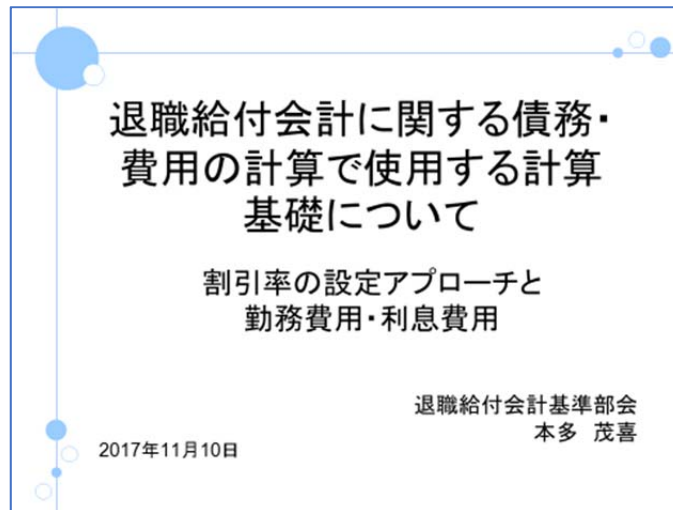 退職給付会計に関する債務・
費用の計算で使用する計算
基礎について
割引率の設定アプローチと
勤務費用・利息費用
退職給付会計基準部会
本多　茂喜
2017年11月10日